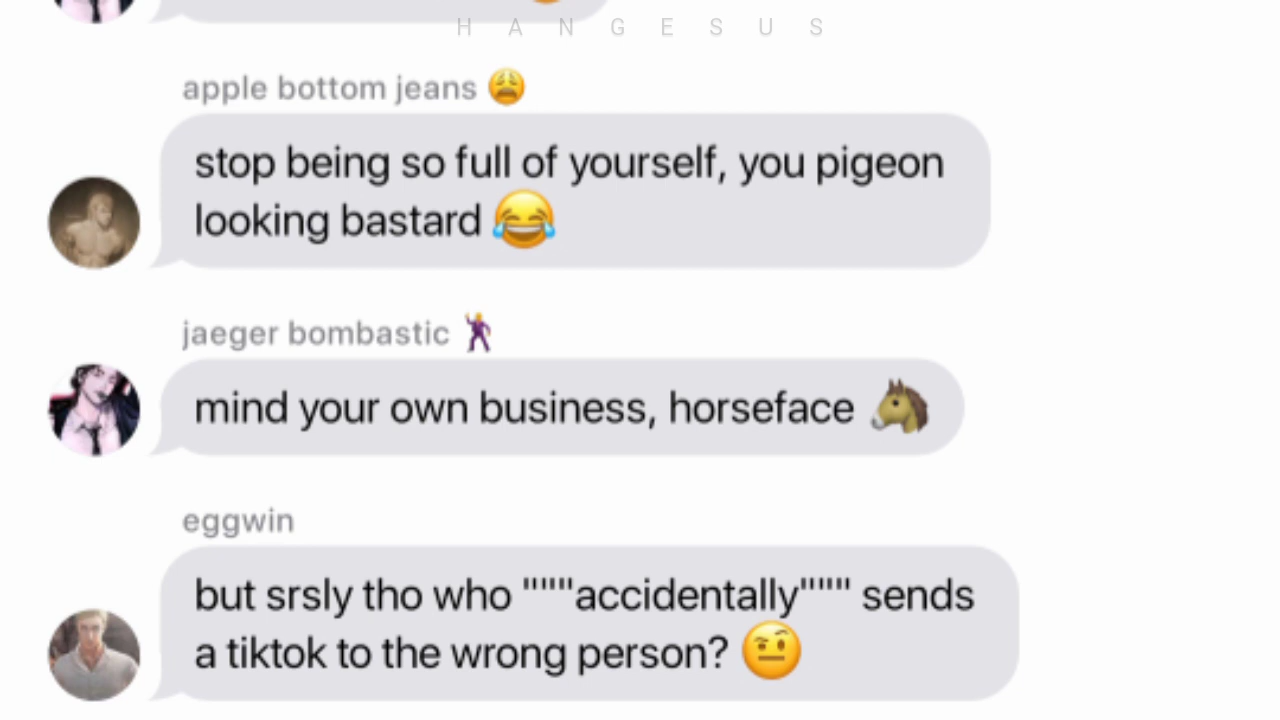 H A N G E S U S
apple bottom jeans 😩
stop being so full of yourself, you pigeon
looking bastard 😂
jaeger bombastic 🕺
mind your own business, horseface 🐴
eggwin
but srsly tho who """accidentally""" sends
a tiktok to the wrong person? 🤨